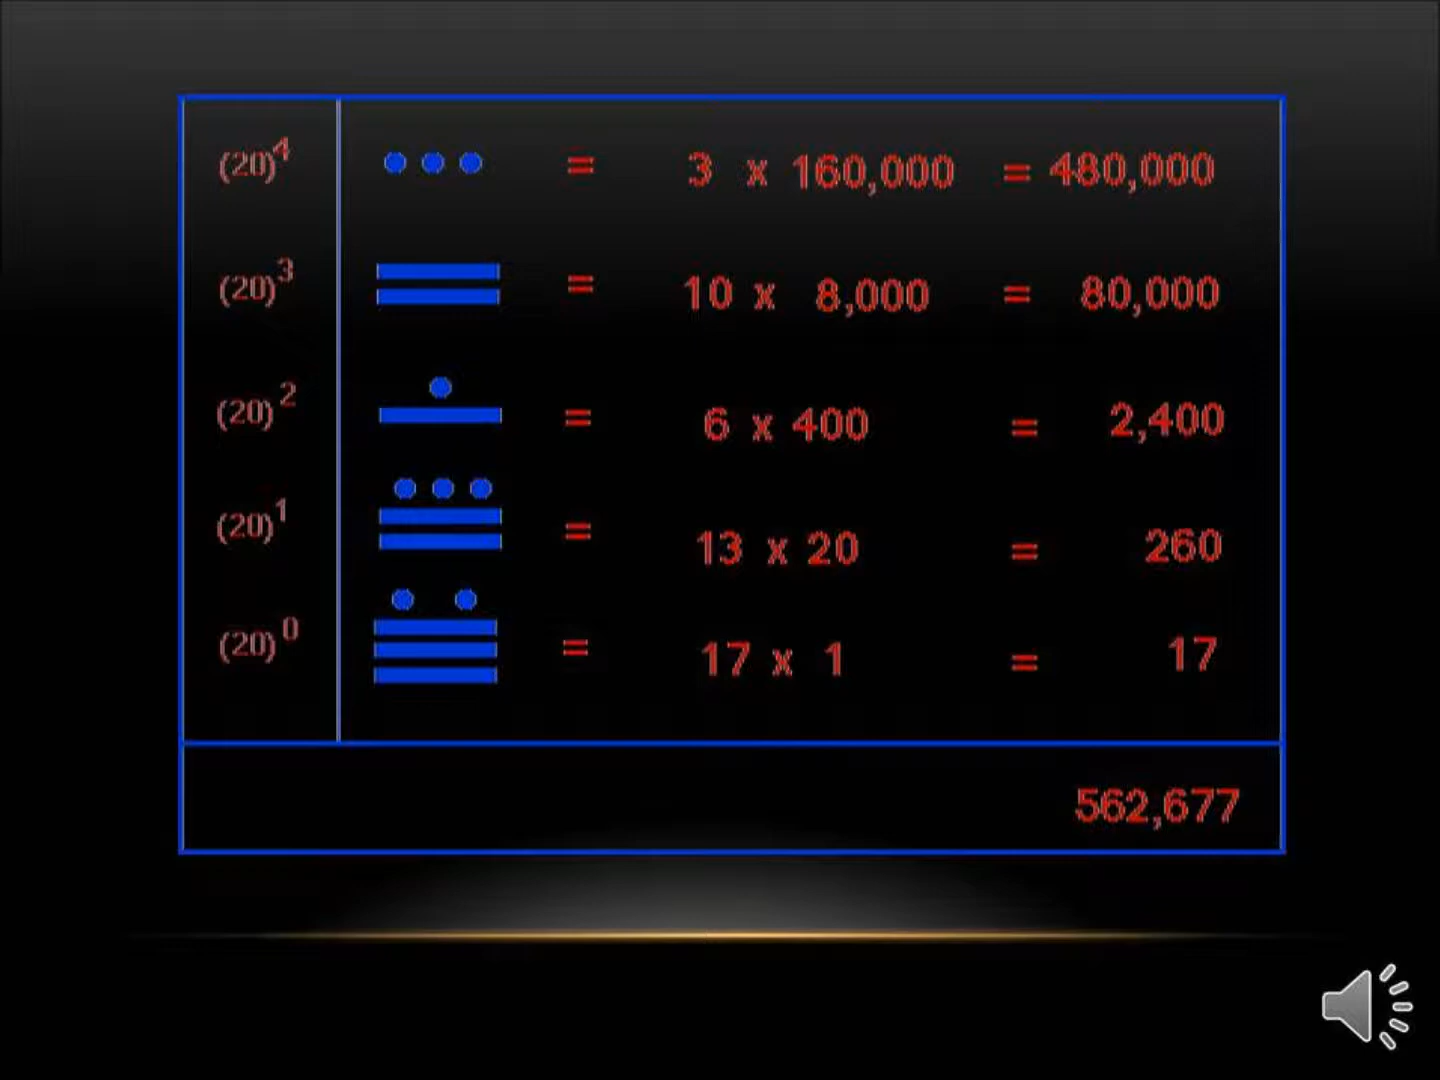 (20)⁴ ••• = 3 x 160,000 = 480,000
(20)³ = 10 x 8,000 = 80,000
(20)² = 6 x 400 = 2,400
(20)¹ = 13 x 20 = 260
(20)⁰ = 17 x 1 = 17
562,677